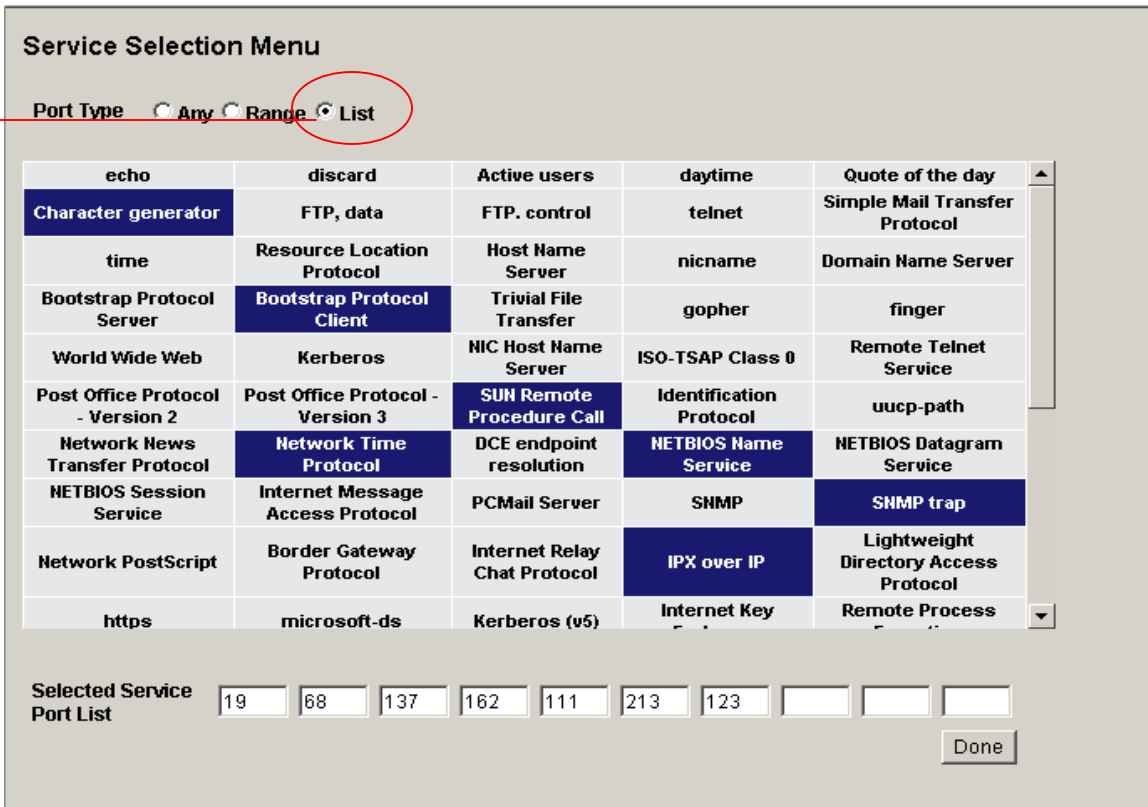 Service Selection Menu
Port Type Any Range List
echo discard Active users daytime Quote of the day
Character generator FTP, data FTP. control telnet Simple Mail Transfer Protocol
time Resource Location Protocol Host Name Server nicname Domain Name Server
Bootstrap Protocol Server Bootstrap Protocol Client Trivial File Transfer gopher finger
World Wide Web Kerberos NIC Host Name Server ISO-TSAP Class 0 Remote Telnet Service
Post Office Protocol - Version 2 Post Office Protocol - Version 3 SUN Remote Procedure Call Identification Protocol uucp-path
Network News Transfer Protocol Network Time Protocol DCE endpoint resolution NETBIOS Name Service NETBIOS Datagram Service
NETBIOS Session Service Internet Message Access Protocol PCMail Server SNMP SNMP trap
Network PostScript Border Gateway Protocol Internet Relay Chat Protocol IPX over IP Lightweight Directory Access Protocol
https microsoft-ds Kerberos (v5) Internet Key Remote Process
Selected Service Port List 19 68 137 162 111 213 123
Done